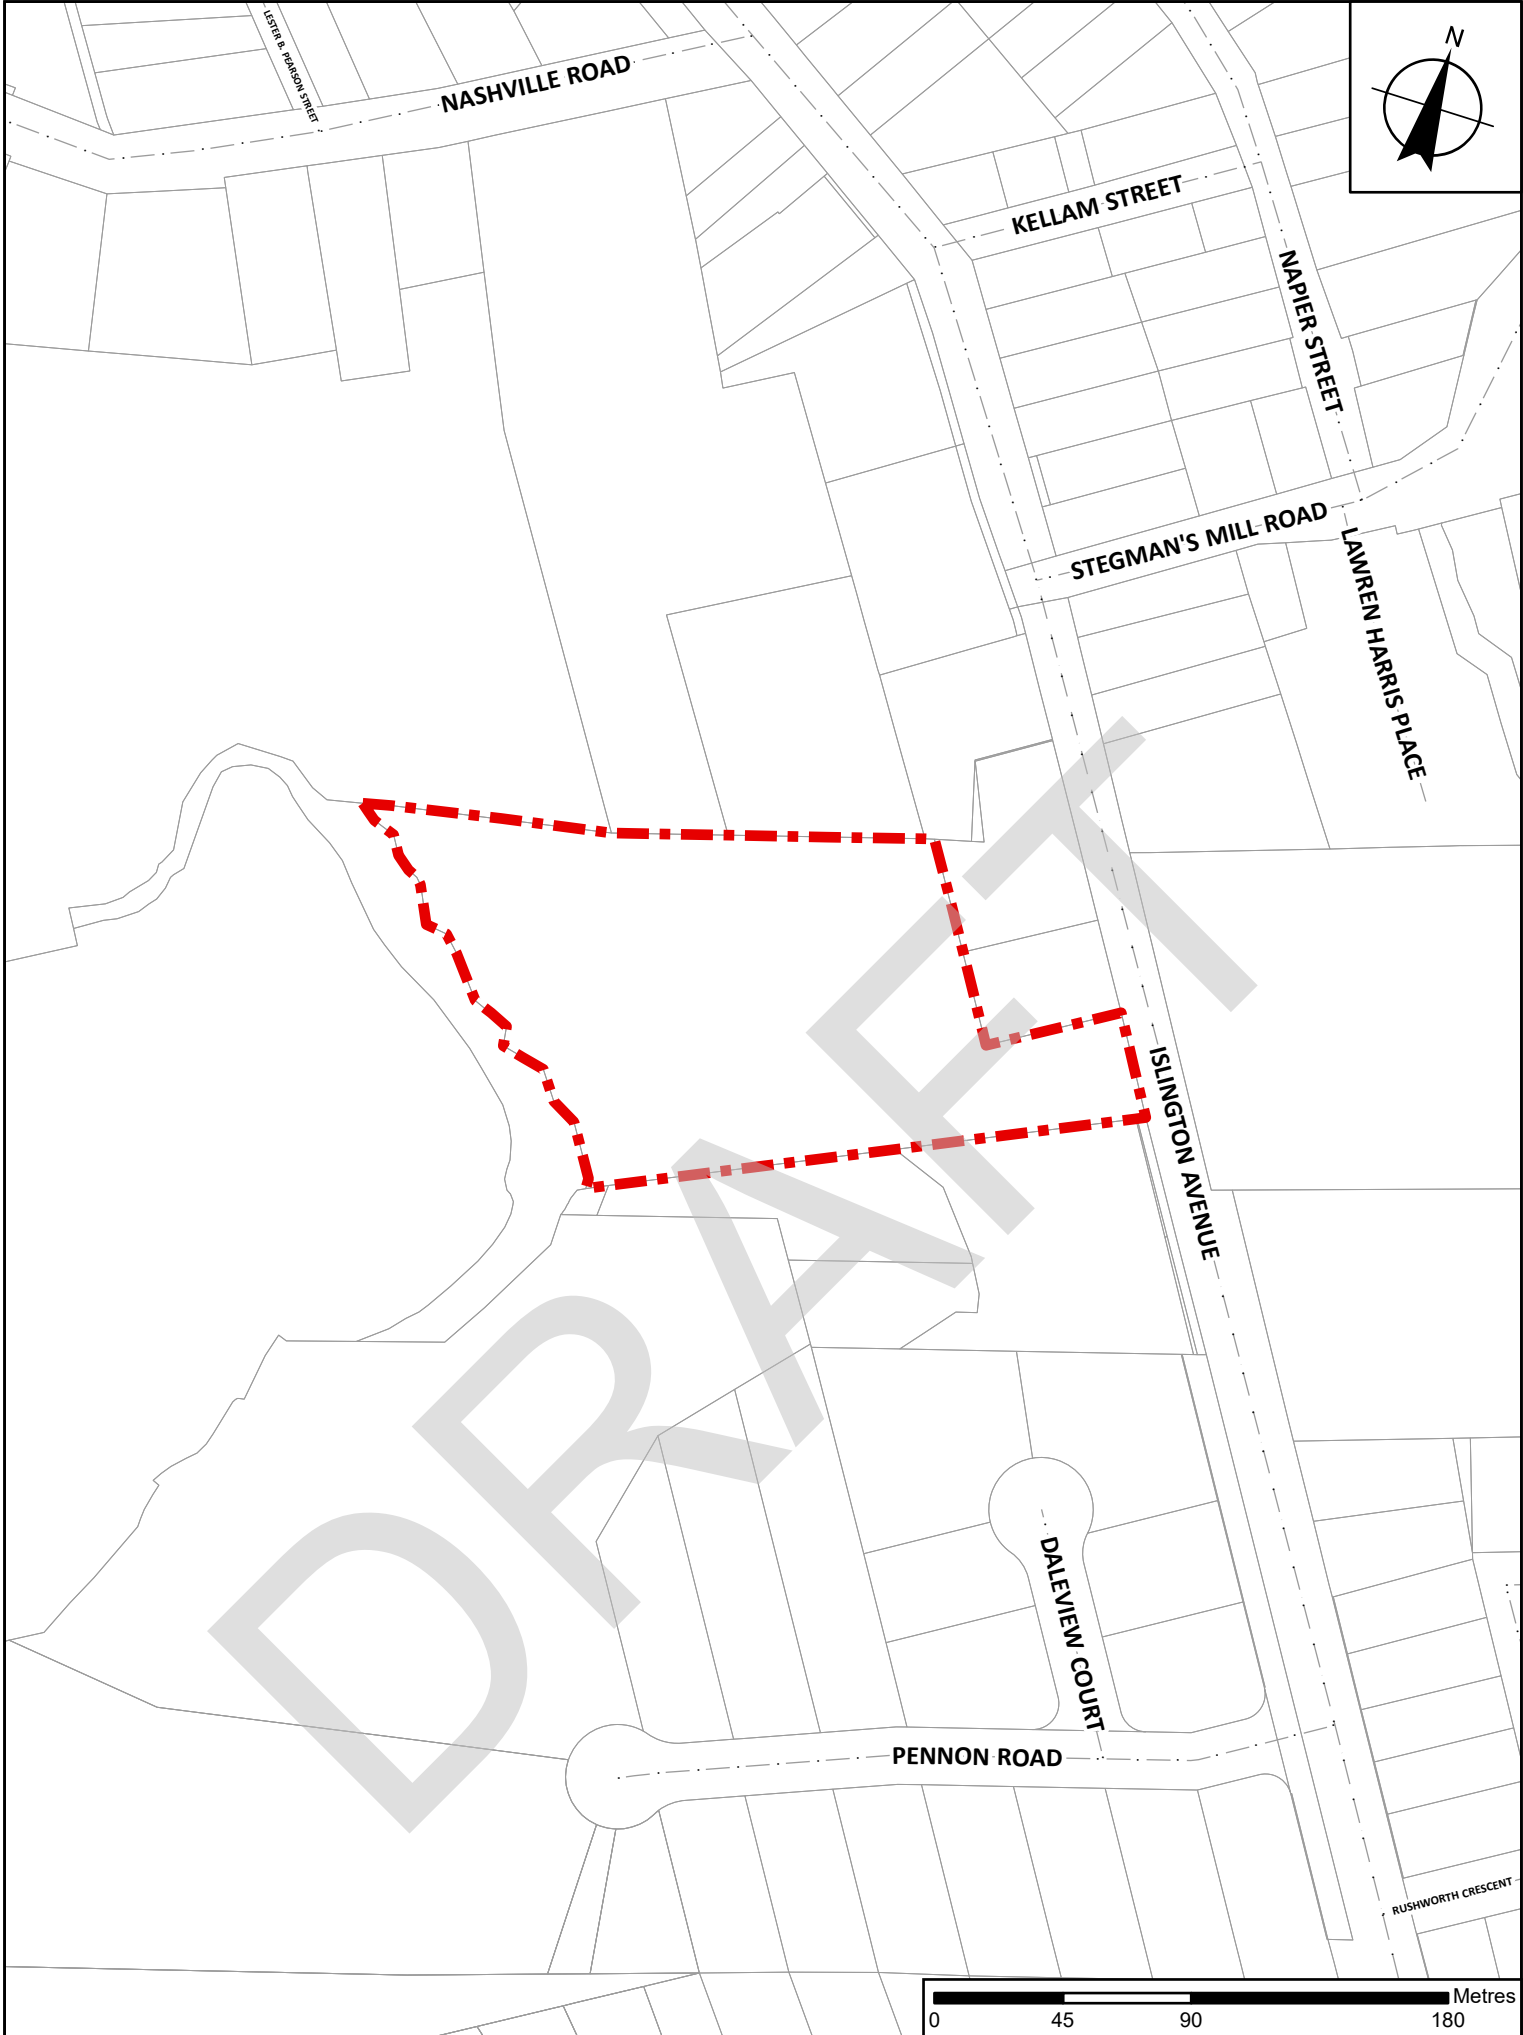 LESTER B. PEARSON STREET
NASHVILLE ROAD
N
KELLAM STREET
NAPIER STREET
STEGMAN'S MILL ROAD
LAWREN HARRIS PLACE
ISLINGTON AVENUE
DRAFT
DALEVIEW COURT
PENNON ROAD
RUSHWORTH CRESCENT
Metres
0 45 90 180